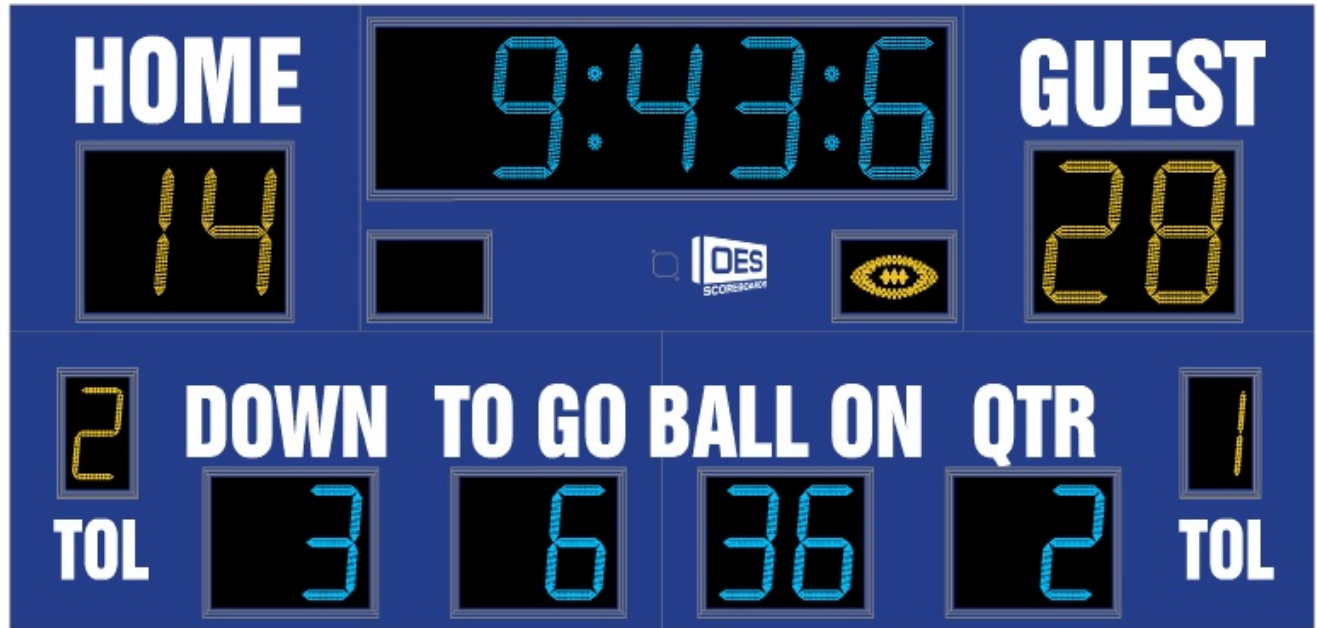 HOME 9:43:6 GUEST
14 28
OES
SCOREBOARDS
2 DOWN TO GO BALL ON QTR 1
TOL 3 6 36 2 TOL